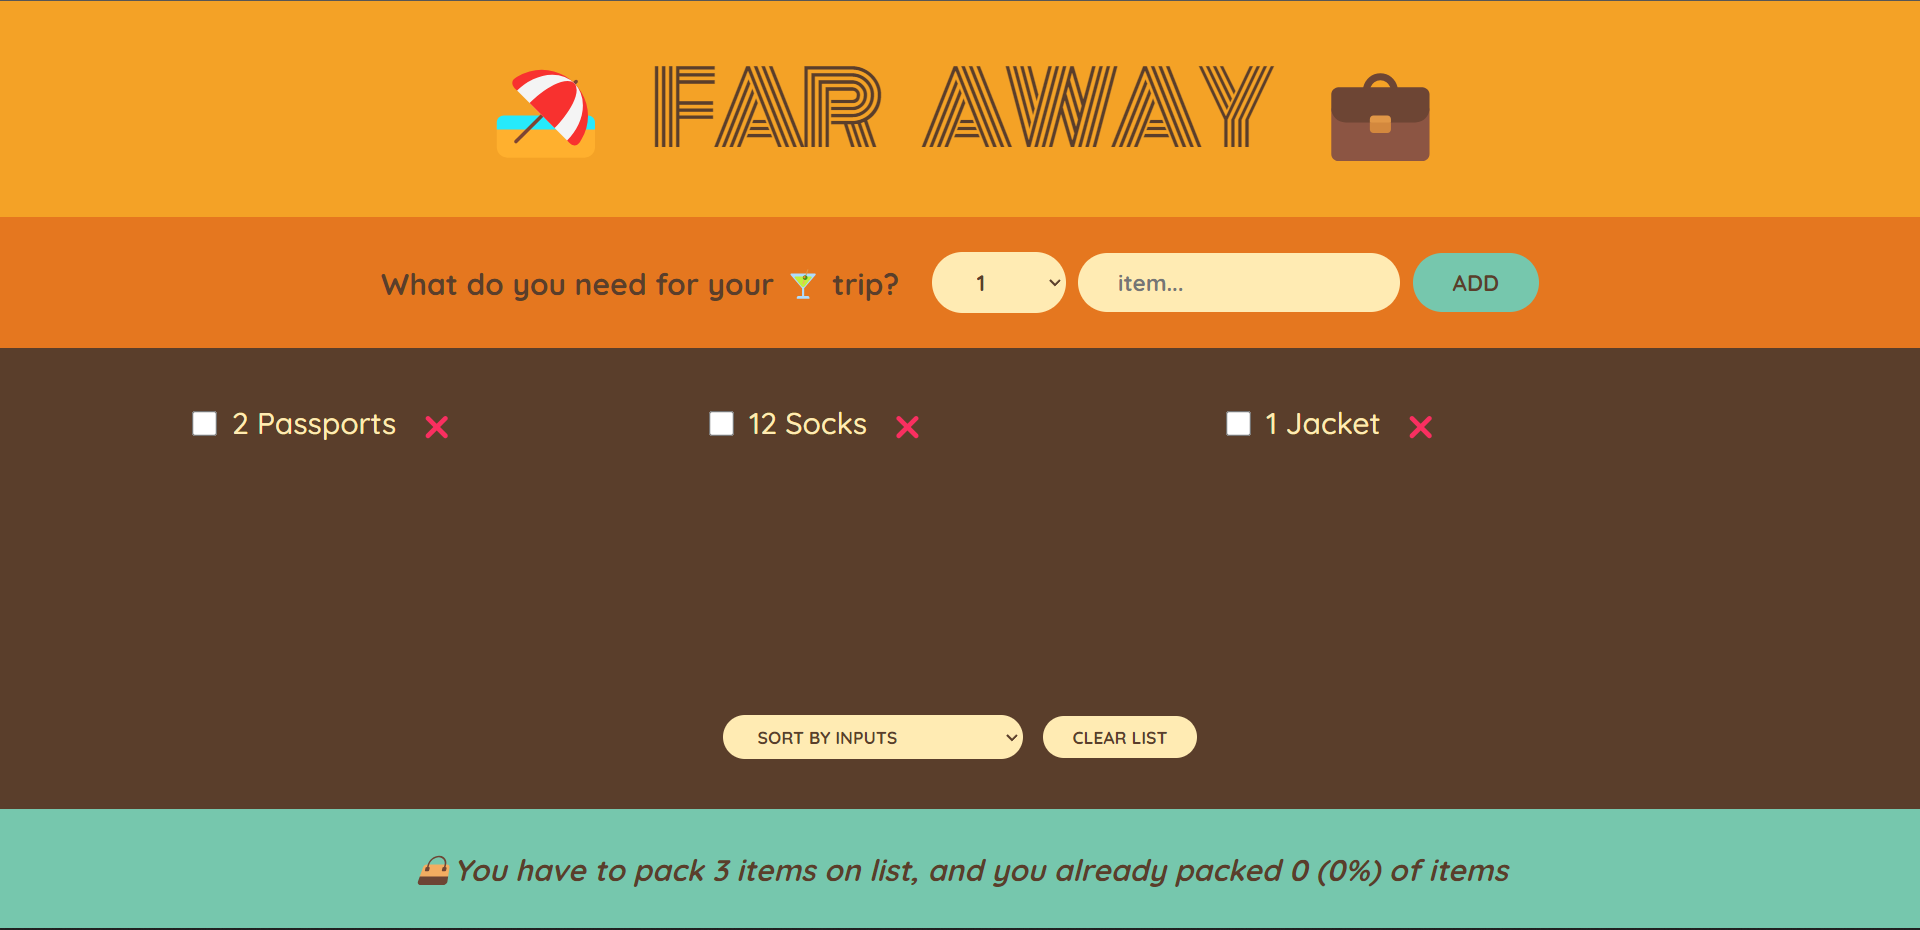 FAR AWAY
What do you need for your trip? 1 item... ADD
2 Passports 12 Socks 1 Jacket
SORT BY INPUTS CLEAR LIST
You have to pack 3 items on list, and you already packed 0 (0%) of items